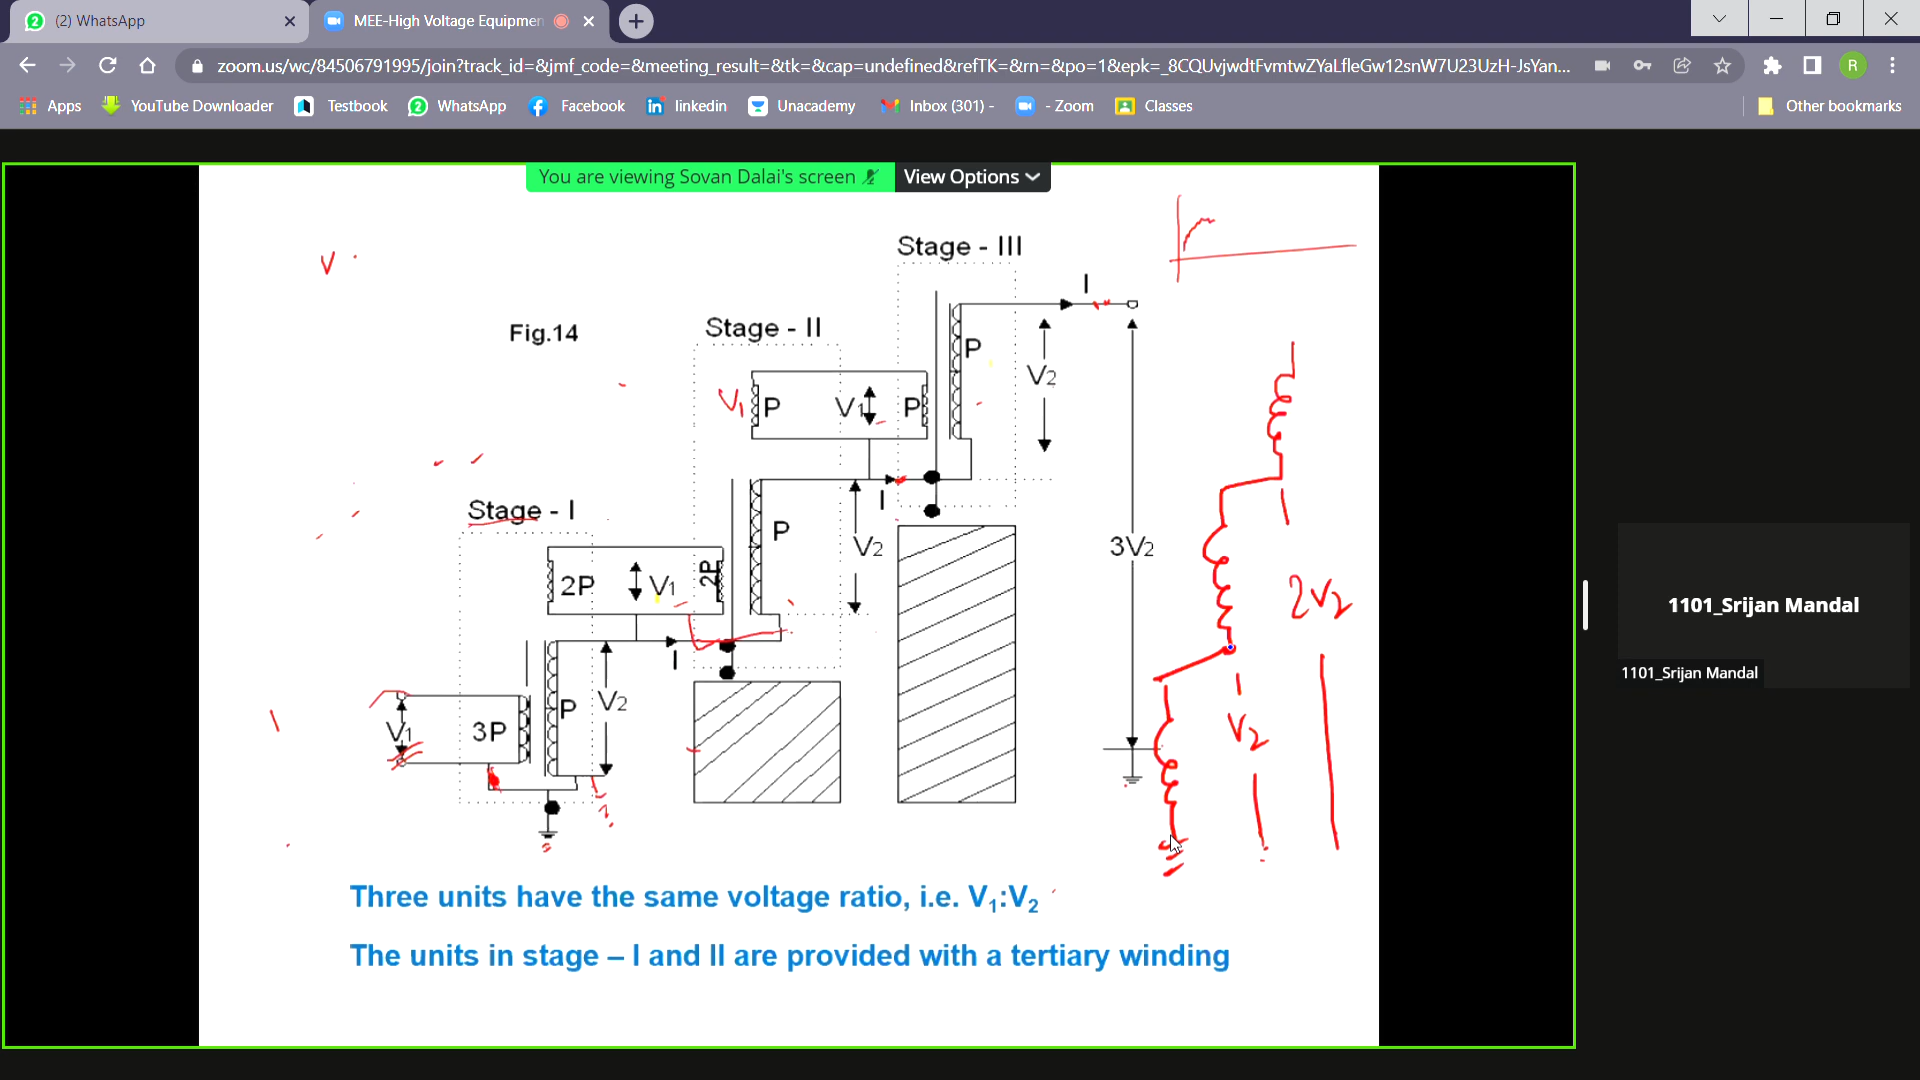 (2) WhatsApp
MEE-High Voltage Equipmen
zoom.us/wc/84506791995/join?track_id=&jmf_code=&meeting_result=&tk=&cap=undefined&refTK=&rn=&po=1&epk=_8CQUvjwdtFvmtwZYaLfleGw12snW7U23UzH-JsYan...
R
Apps
YouTube Downloader
Testbook
WhatsApp
Facebook
linkedin
Unacademy
Inbox (301) -
- Zoom
Classes
Other bookmarks
You are viewing Sovan Dalai's screen
View Options
Stage - III
V
I
Fig.14
Stage - II
P
V2
V1
P
V1
P
Stage - I
I
P
V2
3V2
2P
V1
2P
2V2
I
V1
3P
P
V2
V2
Three units have the same voltage ratio, i.e. V1:V2
The units in stage – I and II are provided with a tertiary winding
1101_Srijan Mandal
1101_Srijan Mandal